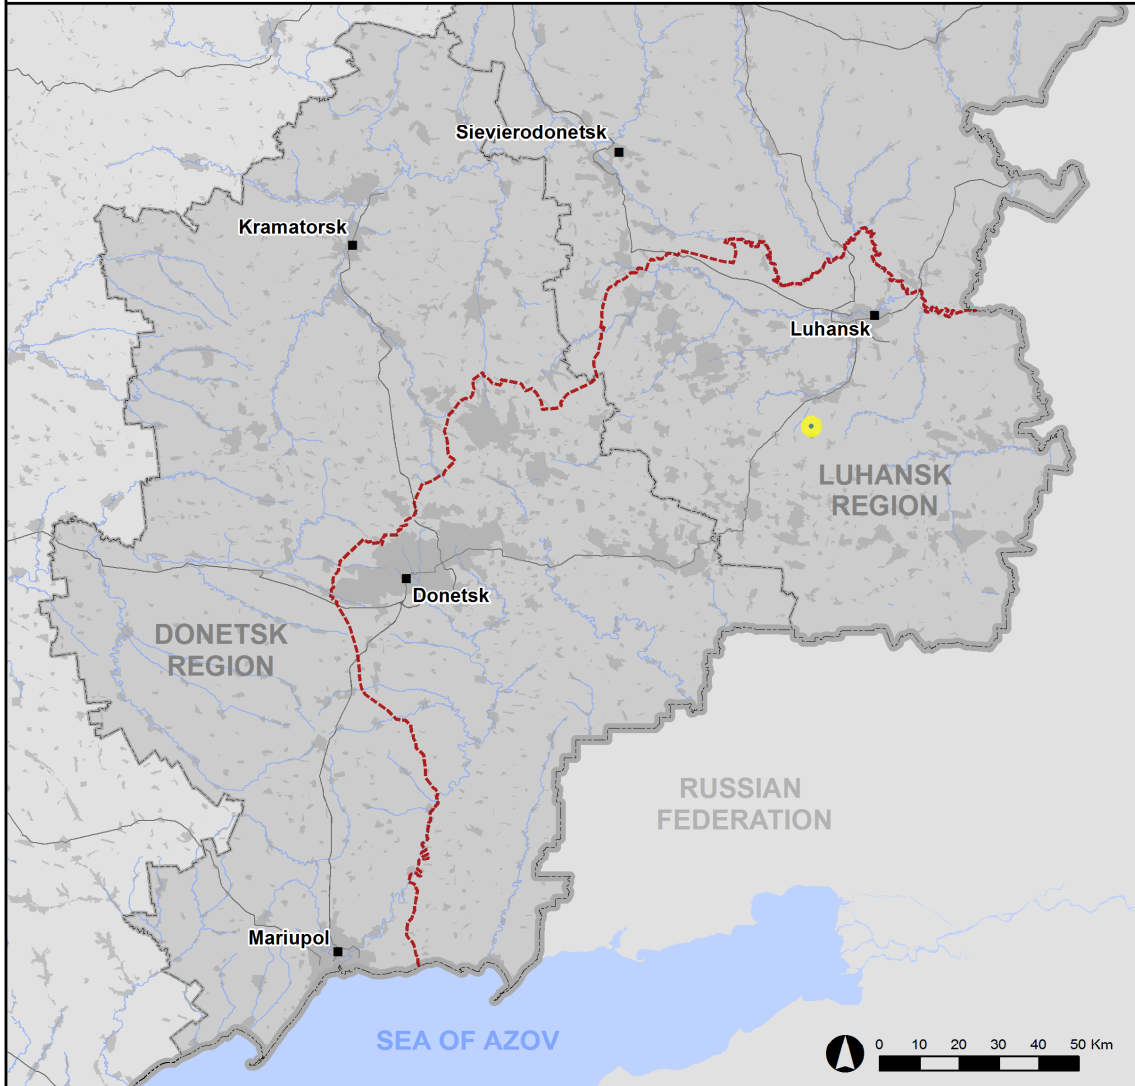 Sievierodonetsk
Kramatorsk
Luhansk
LUHANSK
REGION
Donetsk
DONETSK
REGION
RUSSIAN
FEDERATION
Mariupol
SEA OF AZOV
0 10 20 30 40 50 Km